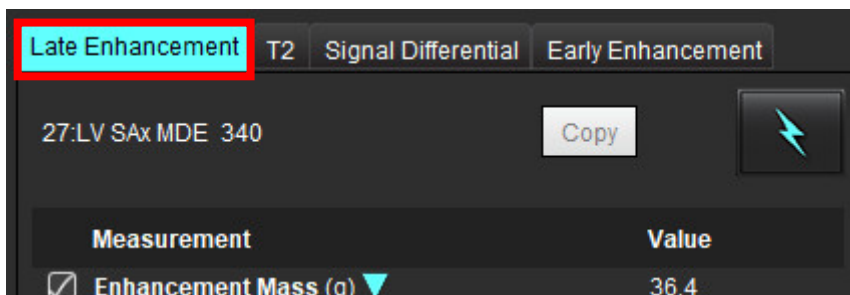 Late Enhancement T2 Signal Differential Early Enhancement
27:LV SAx MDE 340 Copy
Measurement Value
Enhancement Mass (g) 36.4